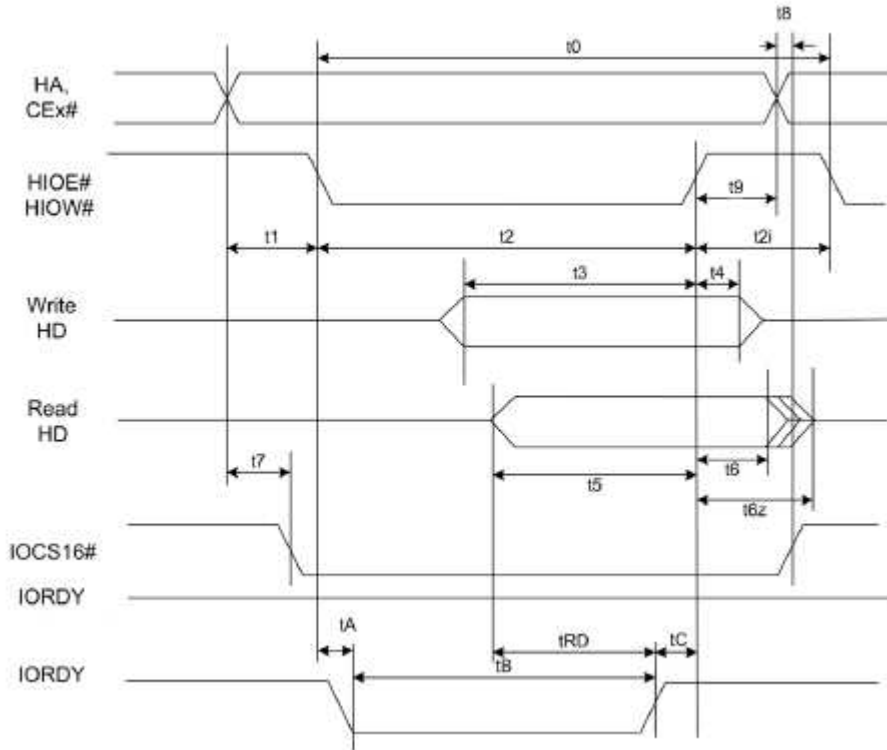 t8
t0
HA,
CEx#
HIOE#
HIOW#
t9
t1
t2
t2i
t3
t4
Write
HD
Read
HD
t7
t5
t6
t6z
IOCS16#
IORDY
tA
tRD
tC
tB
IORDY